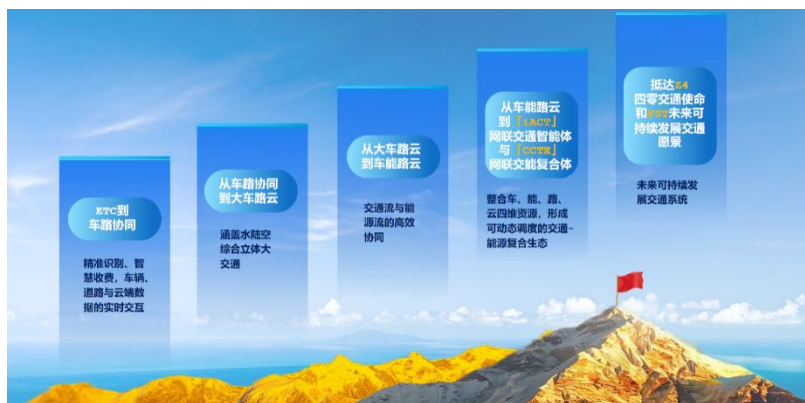 ETC到
车路协同
精准识别、智
慧收费，车辆、
道路与云端数
据的实时交互
从车路协同
到大车路云
涵盖水陆空
综合立体大
交通
从大车路云
到车能路云
交通流与能
源流的高效
协同
从车能路云
到「iACT」
网联交通智能体
与「CCTE」
网联交能复合体
整合车、能、路、
云四维资源，形成
可动态调度的交通-
能源复合生态
抵达Z4
四零交通使命
和FST未来可
持续发展交通
愿景
未来可持续发
展交通系统